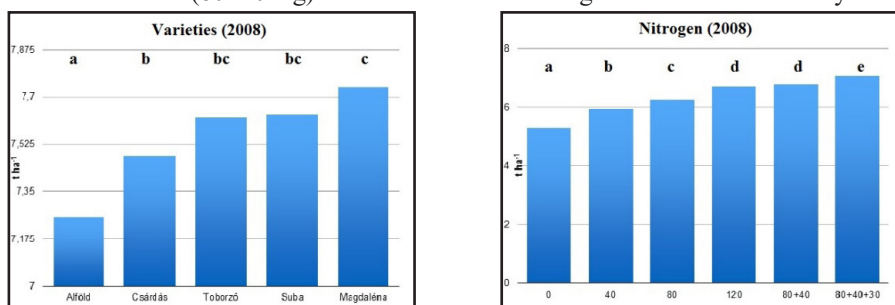 Varieties (2008)
7,875
7,7
7,525
7,35
7,175
7
t ha⁻¹
a b bc bc c
Alföld Csárdás Toborzó Suba Magdaléna
Nitrogen (2008)
8
6
4
2
0
t ha⁻¹
a b c d d e
0 40 80 120 80+40 80+40+30